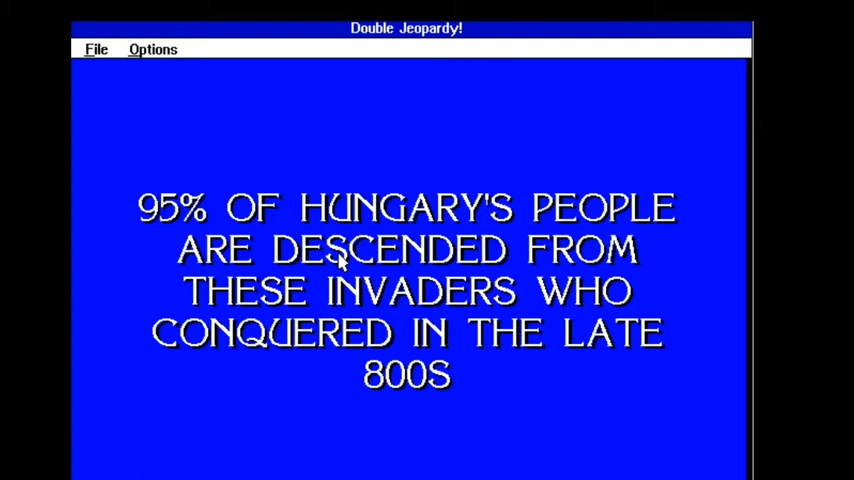 Double Jeopardy!
File Options
95% OF HUNGARY'S PEOPLE
ARE DESCENDED FROM
THESE INVADERS WHO
CONQUERED IN THE LATE
800S